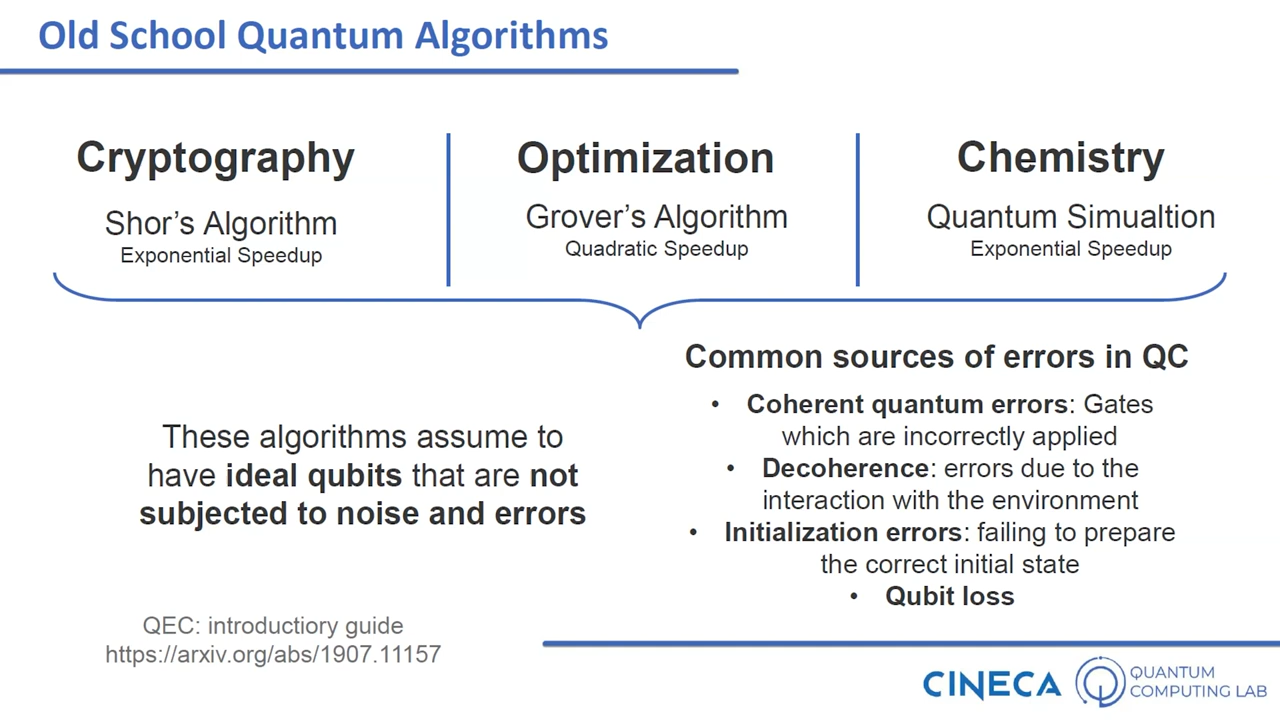 Old School Quantum Algorithms
Cryptography
Shor’s Algorithm
Exponential Speedup
Optimization
Grover’s Algorithm
Quadratic Speedup
Chemistry
Quantum Simualtion
Exponential Speedup
These algorithms assume to
have ideal qubits that are not
subjected to noise and errors
Common sources of errors in QC
• Coherent quantum errors: Gates
which are incorrectly applied
• Decoherence: errors due to the
interaction with the environment
• Initialization errors: failing to prepare
the correct initial state
• Qubit loss
QEC: introductiory guide
https://arxiv.org/abs/1907.11157
CINECA
QUANTUM
COMPUTING LAB